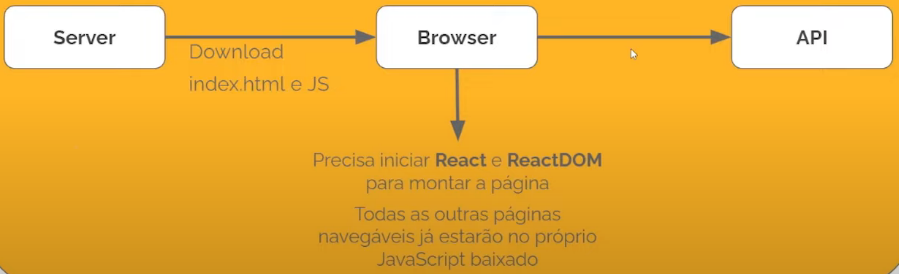 Server
Browser
API
Download
index.html e JS
Precisa iniciar React e ReactDOM
para montar a página
Todas as outras páginas
navegáveis já estarão no próprio
JavaScript baixado